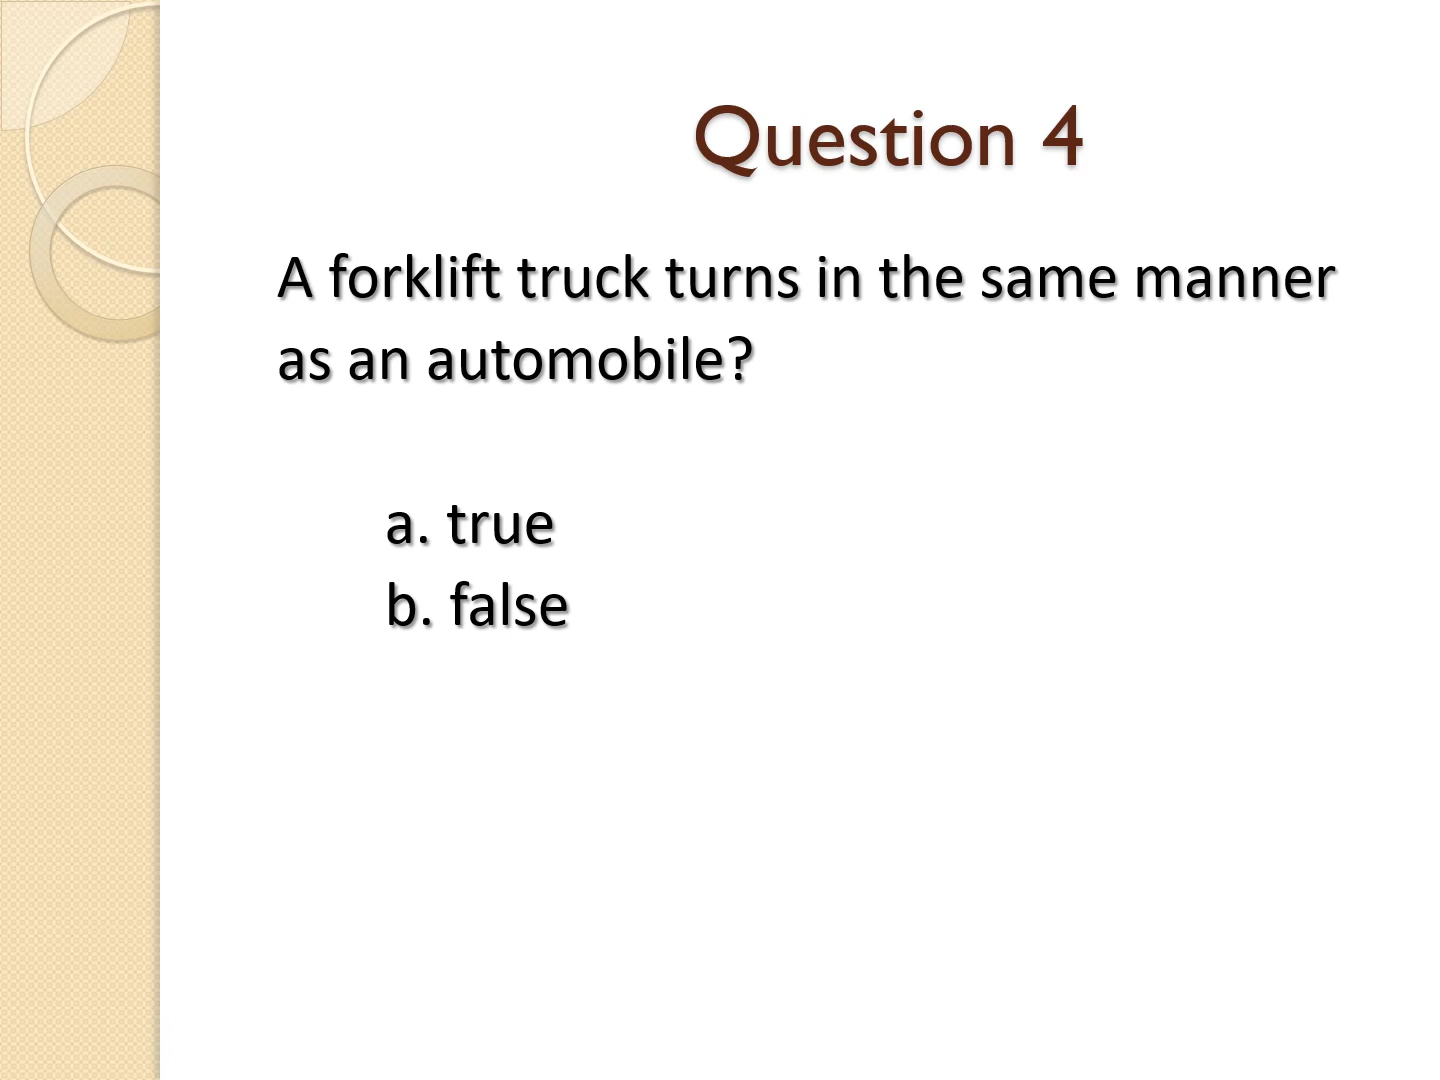 Question 4
A forklift truck turns in the same manner
as an automobile?
a. true
b. false